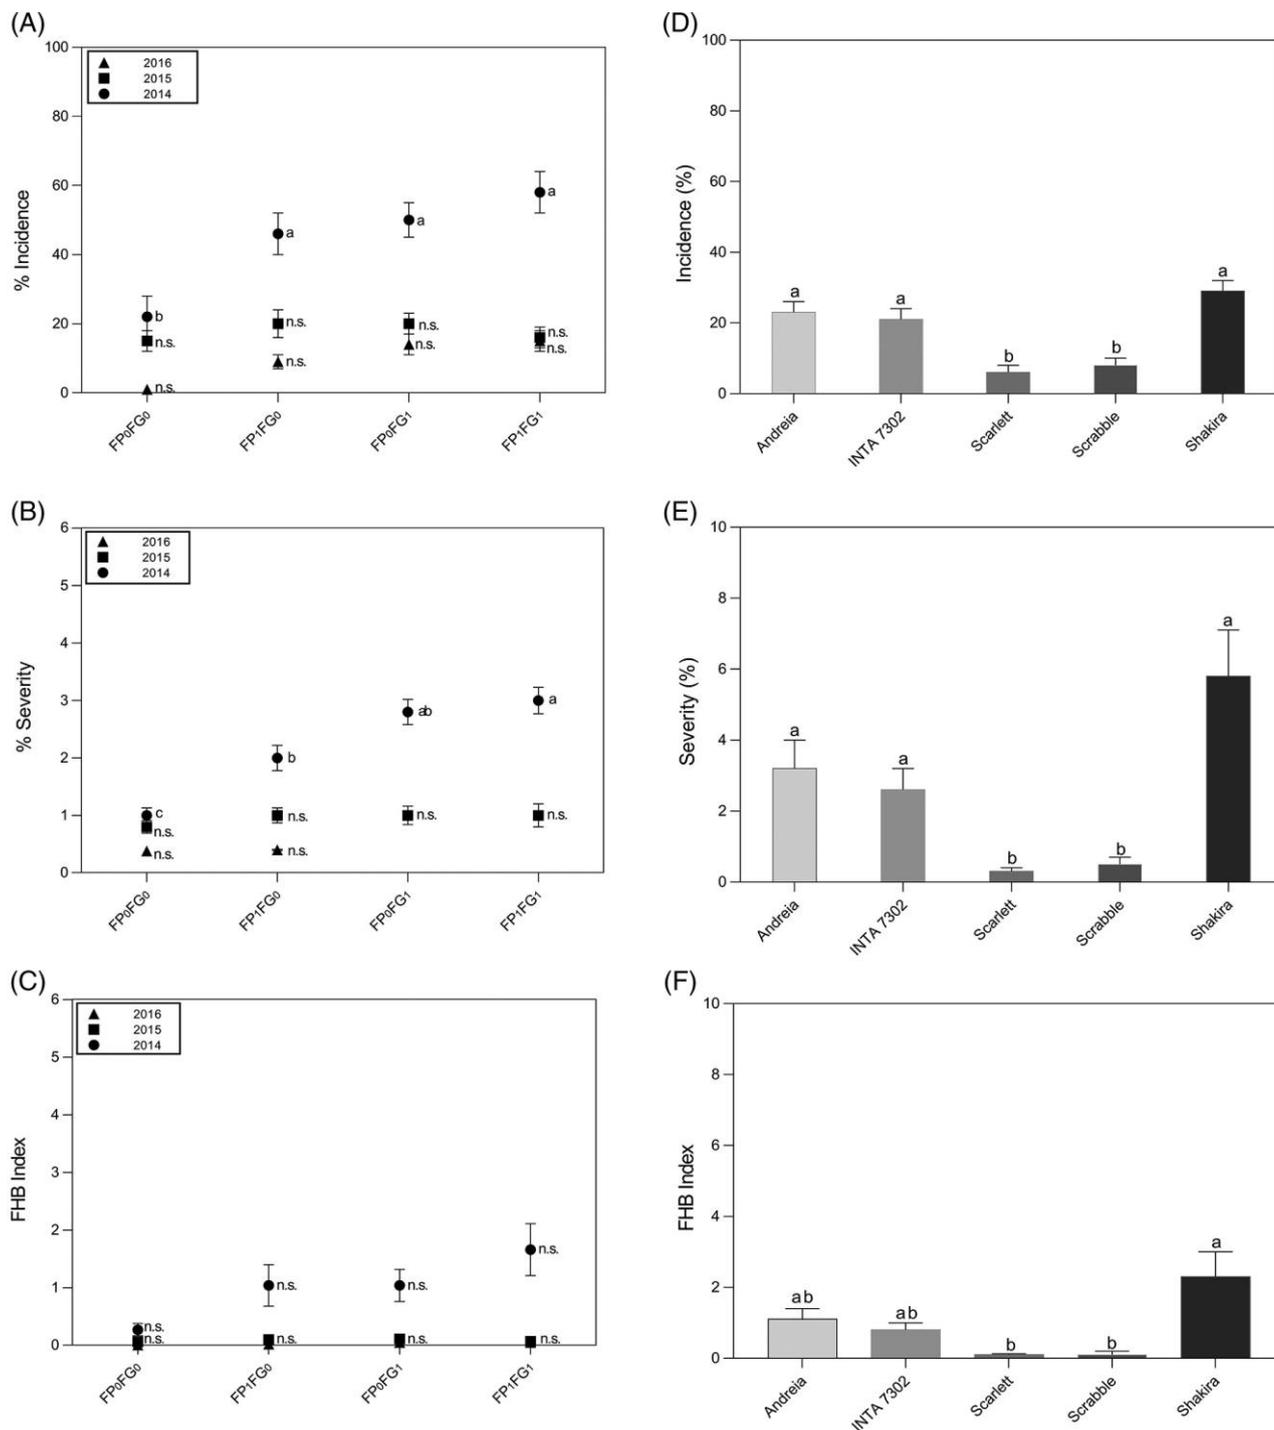 (A)
100
80
60
40
20
0
% Incidence
2016
2015
2014
b
n.s.
n.s.
a
n.s.
n.s.
a
n.s.
n.s.
a
n.s.
n.s.
FP0FG0
FP1FG0
FP0FG1
FP1FG1
(D)
100
80
60
40
20
0
Incidence (%)
a
a
b
b
a
Andreia
INTA 7302
Scarlett
Scrabble
Shakira
(B)
6
5
4
3
2
1
0
% Severity
2016
2015
2014
c
n.s.
n.s.
b
n.s.
n.s.
ab
n.s.
a
n.s.
FP0FG0
FP1FG0
FP0FG1
FP1FG1
(E)
10
8
6
4
2
0
Severity (%)
a
a
b
b
a
Andreia
INTA 7302
Scarlett
Scrabble
Shakira
(C)
6
5
4
3
2
1
0
FHB Index
2016
2015
2014
n.s.
n.s.
n.s.
n.s.
n.s.
n.s.
n.s.
n.s.
FP0FG0
FP1FG0
FP0FG1
FP1FG1
(F)
10
8
6
4
2
0
FHB Index
ab
ab
b
b
a
Andreia
INTA 7302
Scarlett
Scrabble
Shakira